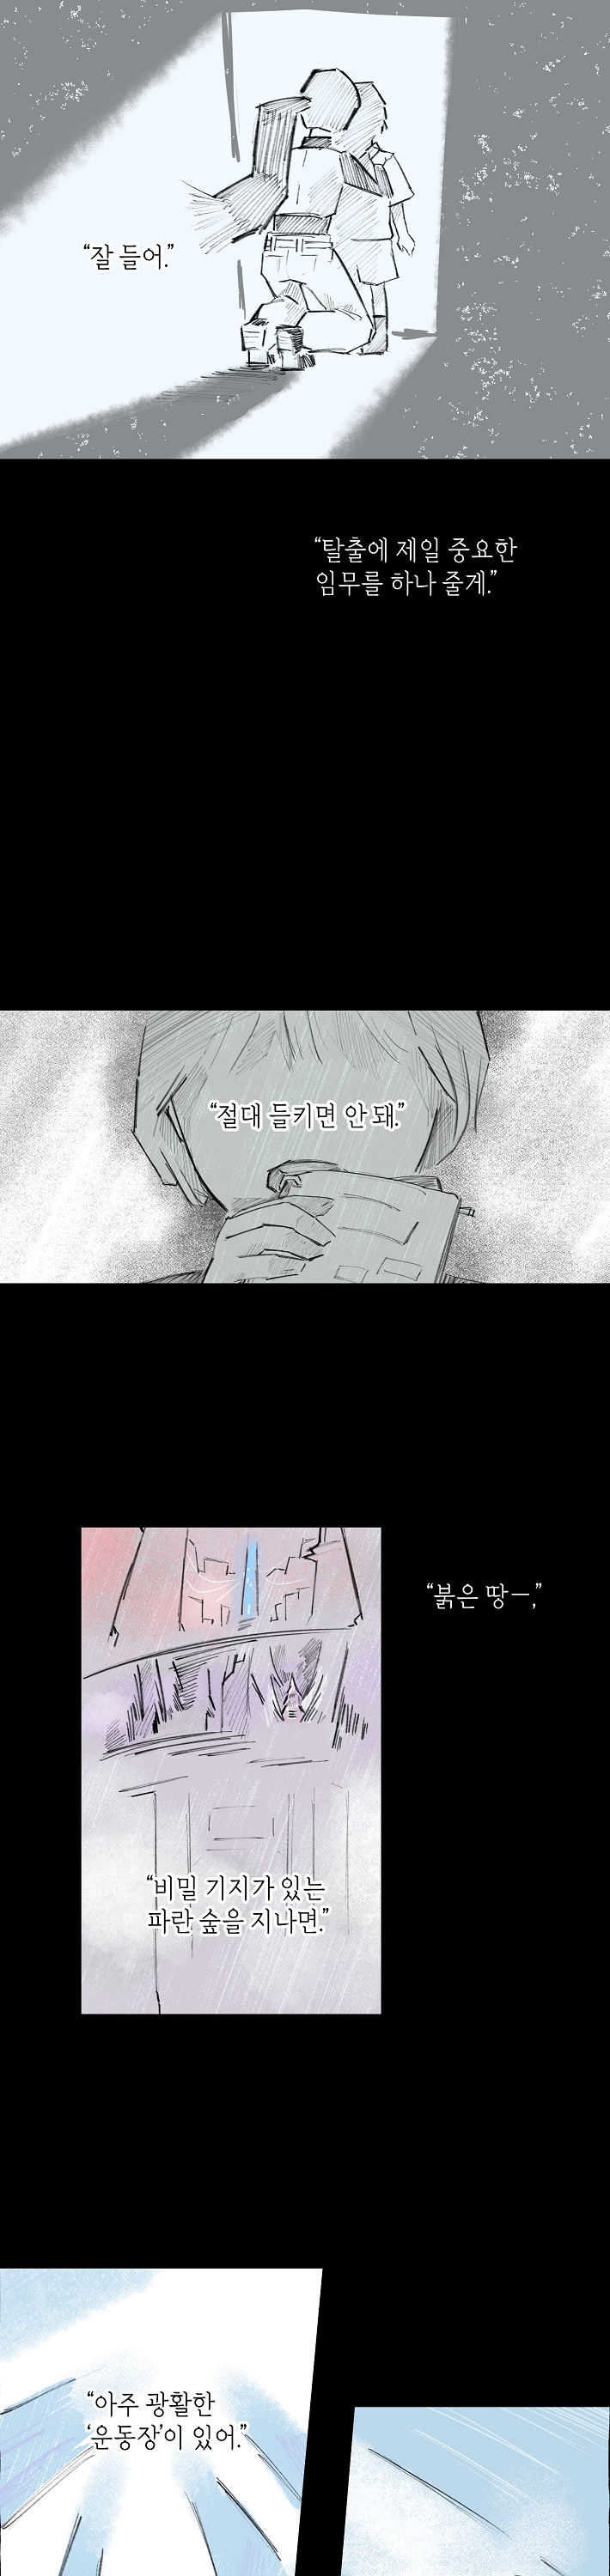 “잘 들어.”
“탈출에 제일 중요한
임무를 하나 줄게.”
“절대 들키면 안 돼.”
“붉은 땅—,”
“비밀 기지가 있는
파란 숲을 지나면.”
“아주 광활한
‘운동장’이 있어.”